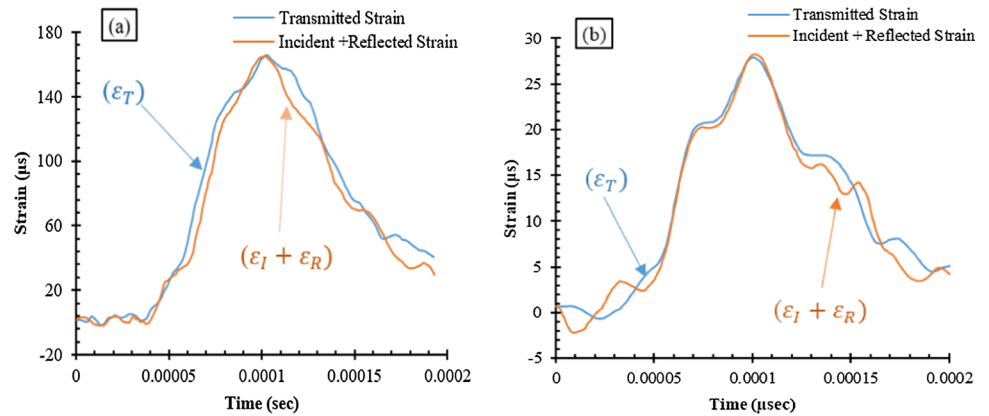 (a)
Transmitted Strain
Incident +Reflected Strain
180
140
100
60
20
-20
Strain (μs)
(εT)
(εI + εR)
0
0.00005
0.0001
0.00015
0.0002
Time (sec)
(b)
Transmitted Strain
Incident + Reflected Strain
30
25
20
15
10
5
0
-5
Strain (μs)
(εT)
(εI + εR)
0
0.00005
0.0001
0.00015
0.0002
Time (μsec)